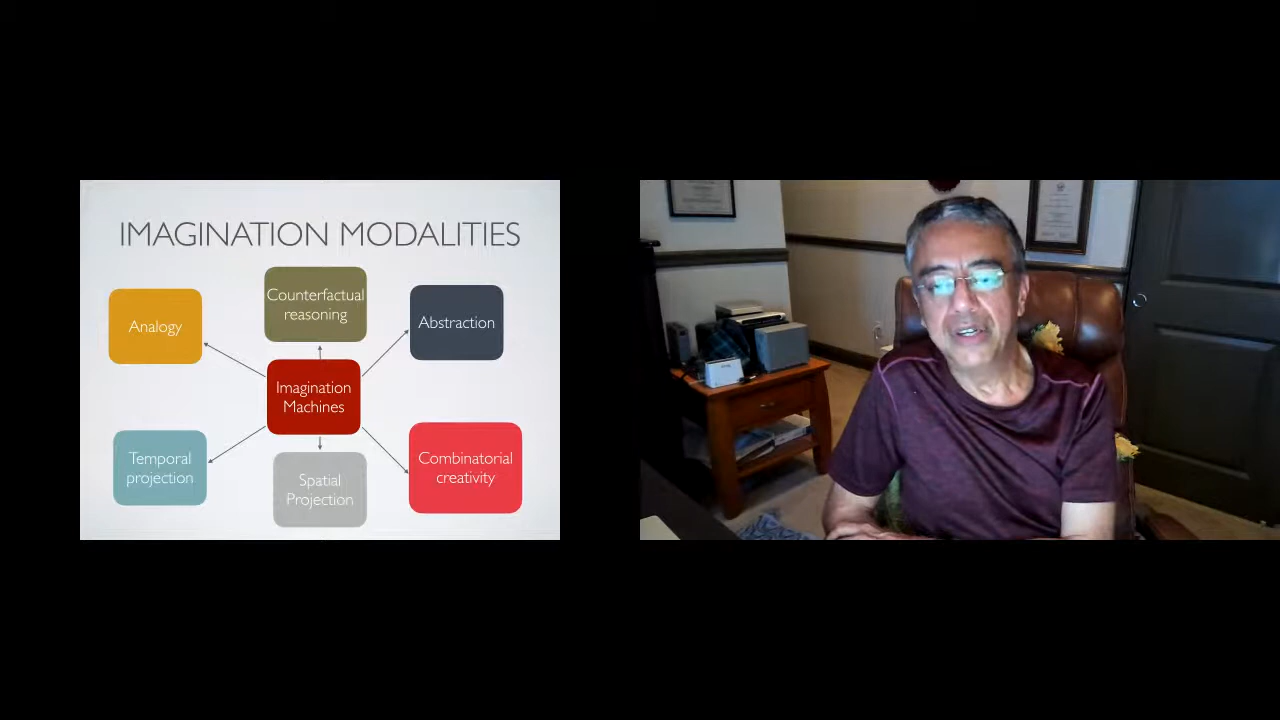 IMAGINATION MODALITIES
Analogy
Counterfactual
reasoning
Abstraction
Imagination
Machines
Temporal
projection
Spatial
Projection
Combinatorial
creativity